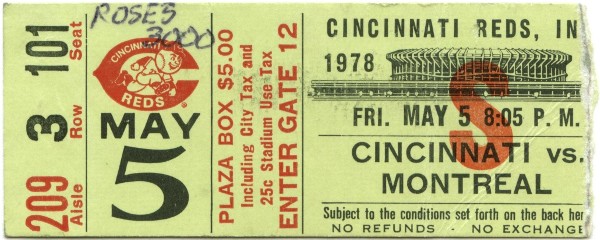 ROSES
3000
101
Seat
3
Row
209
Aisle
CINCINNATI
REDS
MAY
5
PLAZA BOX $5.00
Including City Tax and
25c Stadium Use Tax
ENTER GATE 12
CINCINNATI REDS, IN
1978
S
FRI. MAY 5 8:05 P. M.
CINCINNATI vs.
MONTREAL
Subject to the conditions set forth on the back her
NO REFUNDS - NO EXCHANGE